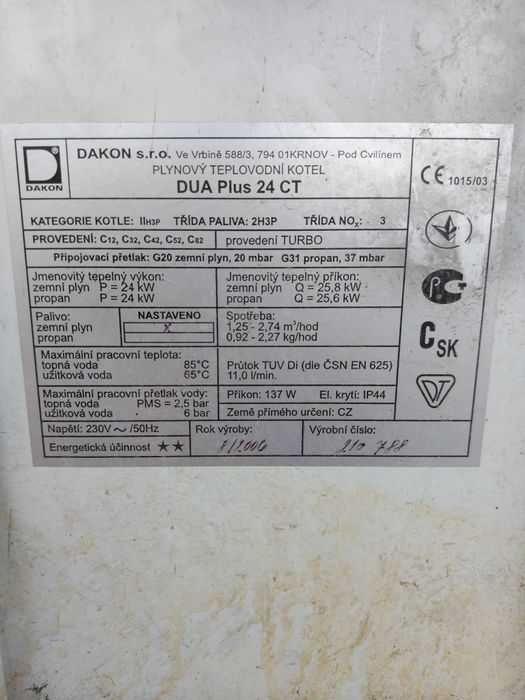 DAKON
DAKON s.r.o. Ve Vrbině 588/3, 794 01KRNOV - Pod Cvilínem
PLYNOVÝ TEPLOVODNÍ KOTEL
DUA Plus 24 CT
CE 1015/03
KATEGORIE KOTLE: IIH3P TŘÍDA PALIVA: 2H3P TŘÍDA NOx: 3
PROVEDENÍ: C12, C32, C42, C52, C82 provedení TURBO
Připojovací přetlak: G20 zemní plyn, 20 mbar G31 propan, 37 mbar
Jmenovitý tepelný výkon:
zemní plyn P = 24 kW
propan P = 24 kW
Jmenovitý tepelný příkon:
zemní plyn Q = 25,8 kW
propan Q = 25,6 kW
Palivo: NASTAVENO
zemní plyn x
propan
Spotřeba:
1,25 - 2,74 m³/hod
0,92 - 2,27 kg/hod
CSK
Maximální pracovní teplota:
topná voda 85°C
užitková voda 65°C
Průtok TUV Di (dle ČSN EN 625)
11,0 l/min.
DT
Maximální pracovní přetlak vody:
topná voda PMS = 2,5 bar
užitková voda 6 bar
Příkon: 137 W El. krytí: IP44
Země přímého určení: CZ
Napětí: 230V ~ /50Hz
Energetická účinnost ★★
Rok výroby:
8/2006
Výrobní číslo:
788